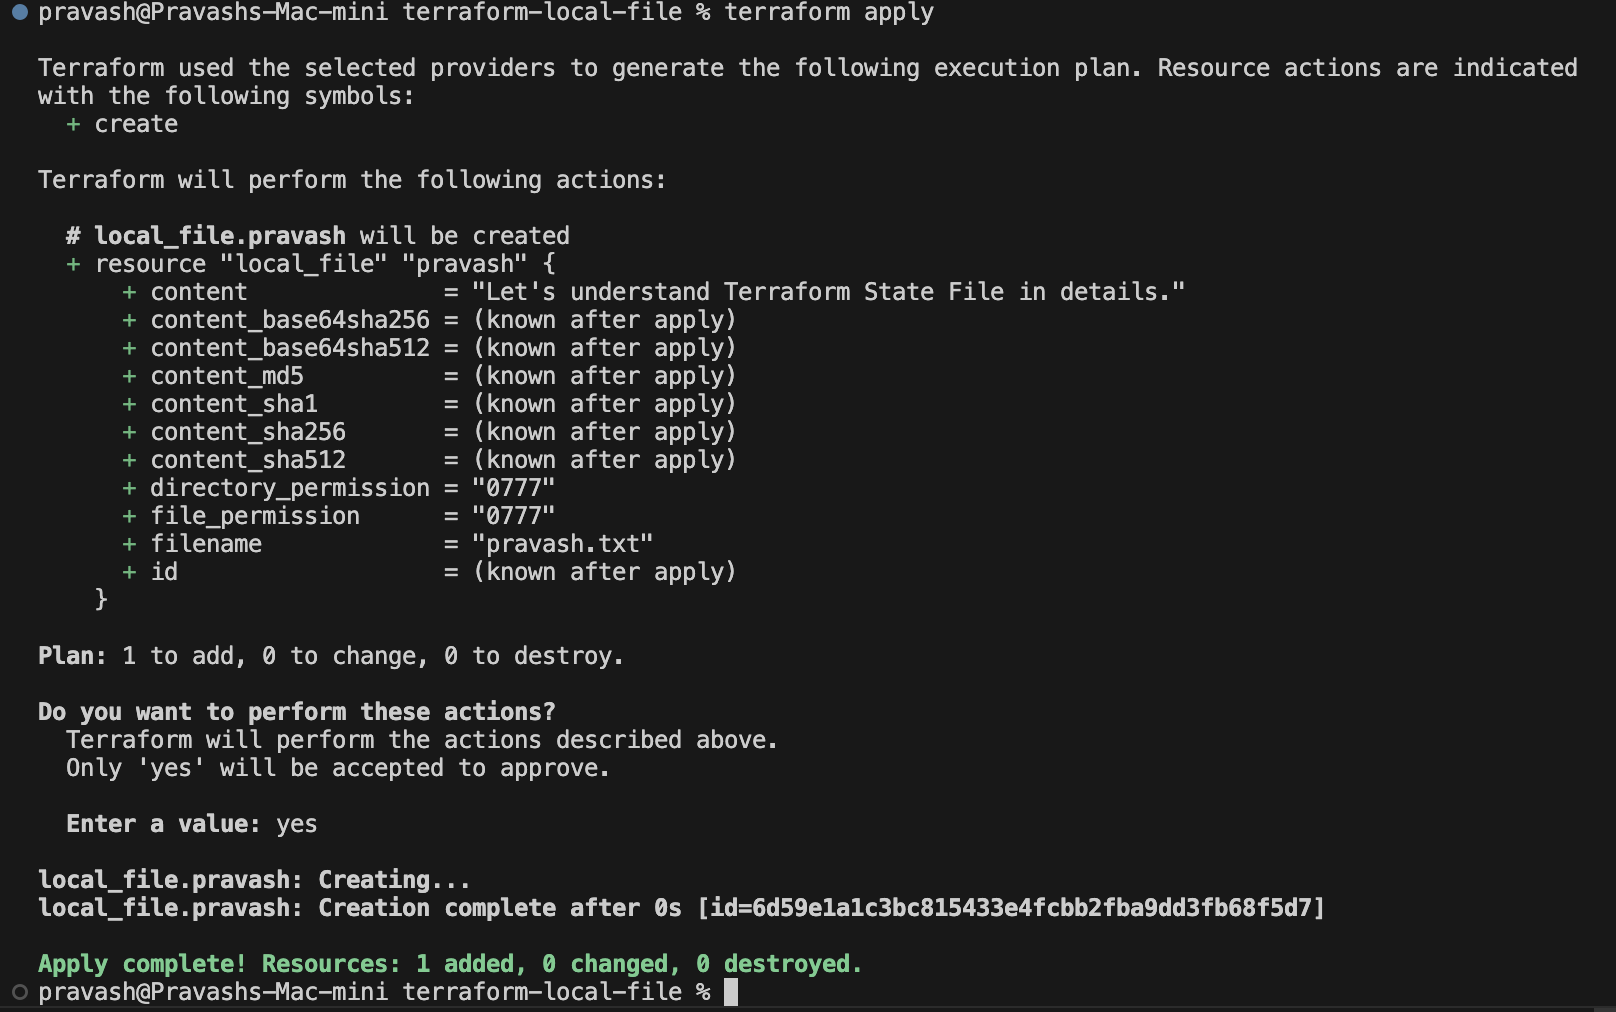 pravash@Pravashs-Mac-mini terraform-local-file % terraform apply
Terraform used the selected providers to generate the following execution plan. Resource actions are indicated
with the following symbols:
+ create
Terraform will perform the following actions:
# local_file.pravash will be created
+ resource "local_file" "pravash" {
+ content = "Let's understand Terraform State File in details."
+ content_base64sha256 = (known after apply)
+ content_base64sha512 = (known after apply)
+ content_md5 = (known after apply)
+ content_sha1 = (known after apply)
+ content_sha256 = (known after apply)
+ content_sha512 = (known after apply)
+ directory_permission = "0777"
+ file_permission = "0777"
+ filename = "pravash.txt"
+ id = (known after apply)
}
Plan: 1 to add, 0 to change, 0 to destroy.
Do you want to perform these actions?
Terraform will perform the actions described above.
Only 'yes' will be accepted to approve.
Enter a value: yes
local_file.pravash: Creating...
local_file.pravash: Creation complete after 0s [id=6d59e1a1c3bc815433e4fcbb2fba9dd3fb68f5d7]
Apply complete! Resources: 1 added, 0 changed, 0 destroyed.
pravash@Pravashs-Mac-mini terraform-local-file %